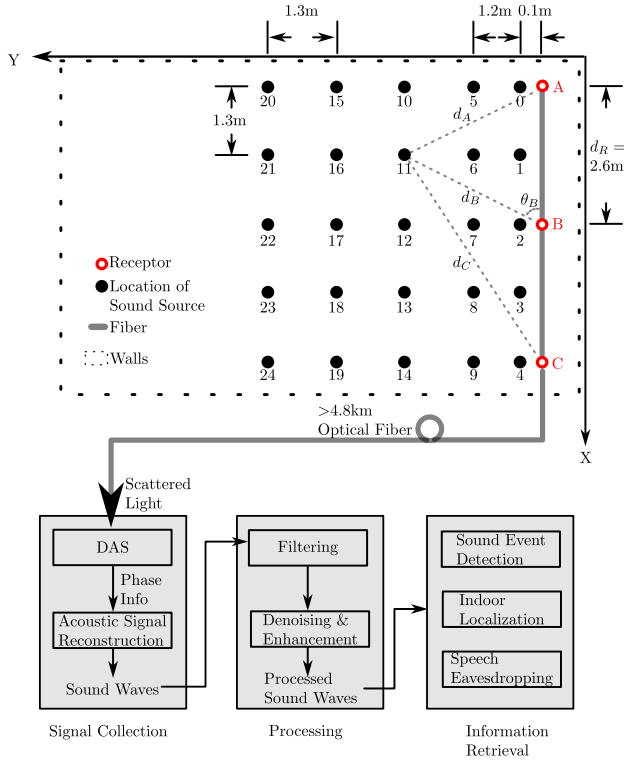 1.3m
1.2m 0.1m
Y
20 15 10 5 0 A
1.3m
d_A
d_R =
2.6m
21 16 11 6 1
d_B
θ_B
22 17 12 7 2 B
d_C
Receptor
Location of
Sound Source
Fiber
Walls
23 18 13 8 3
24 19 14 9 4 C
>4.8km
Optical Fiber
X
Scattered
Light
DAS
Phase
Info
Acoustic Signal
Reconstruction
Sound Waves
Signal Collection
Filtering
Denoising &
Enhancement
Processed
Sound Waves
Processing
Sound Event
Detection
Indoor
Localization
Speech
Eavesdropping
Information
Retrieval